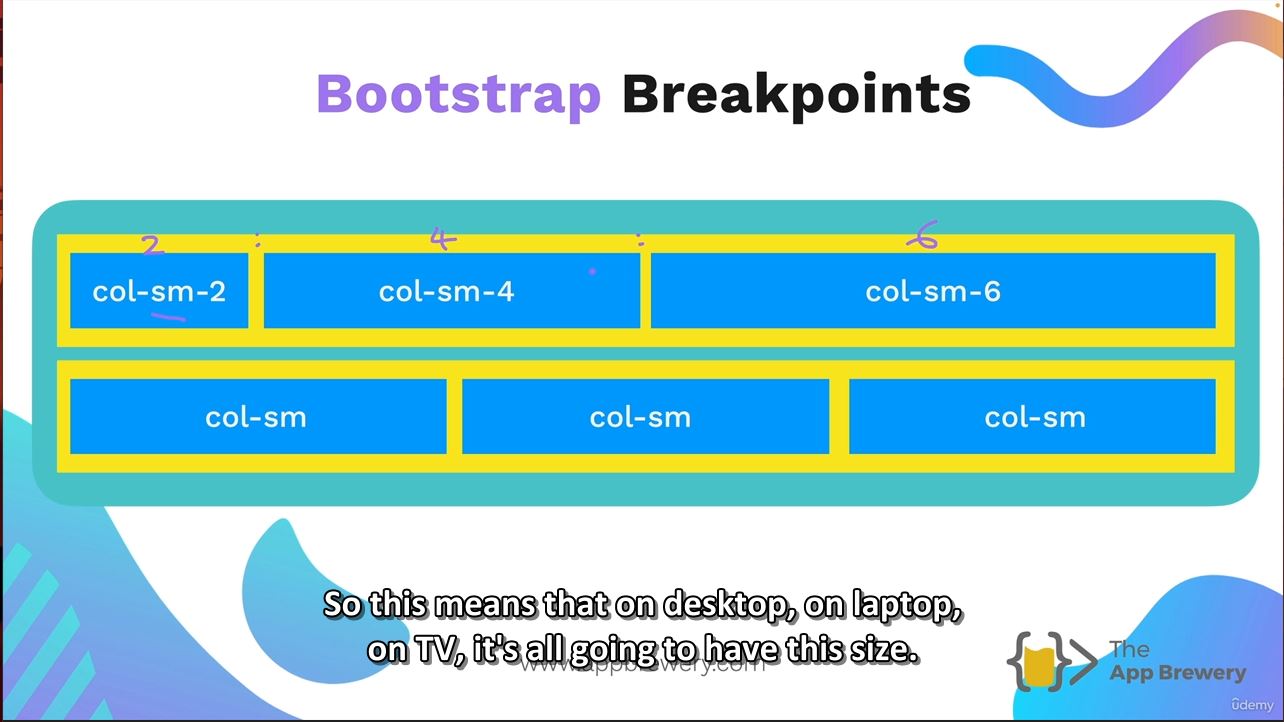 Bootstrap Breakpoints
2 : 4 : 6
col-sm-2 col-sm-4 col-sm-6
col-sm col-sm col-sm
So this means that on desktop, on laptop,
on TV, it's all going to have this size.
www.appbrewery.com
The
App Brewery
ûdemy